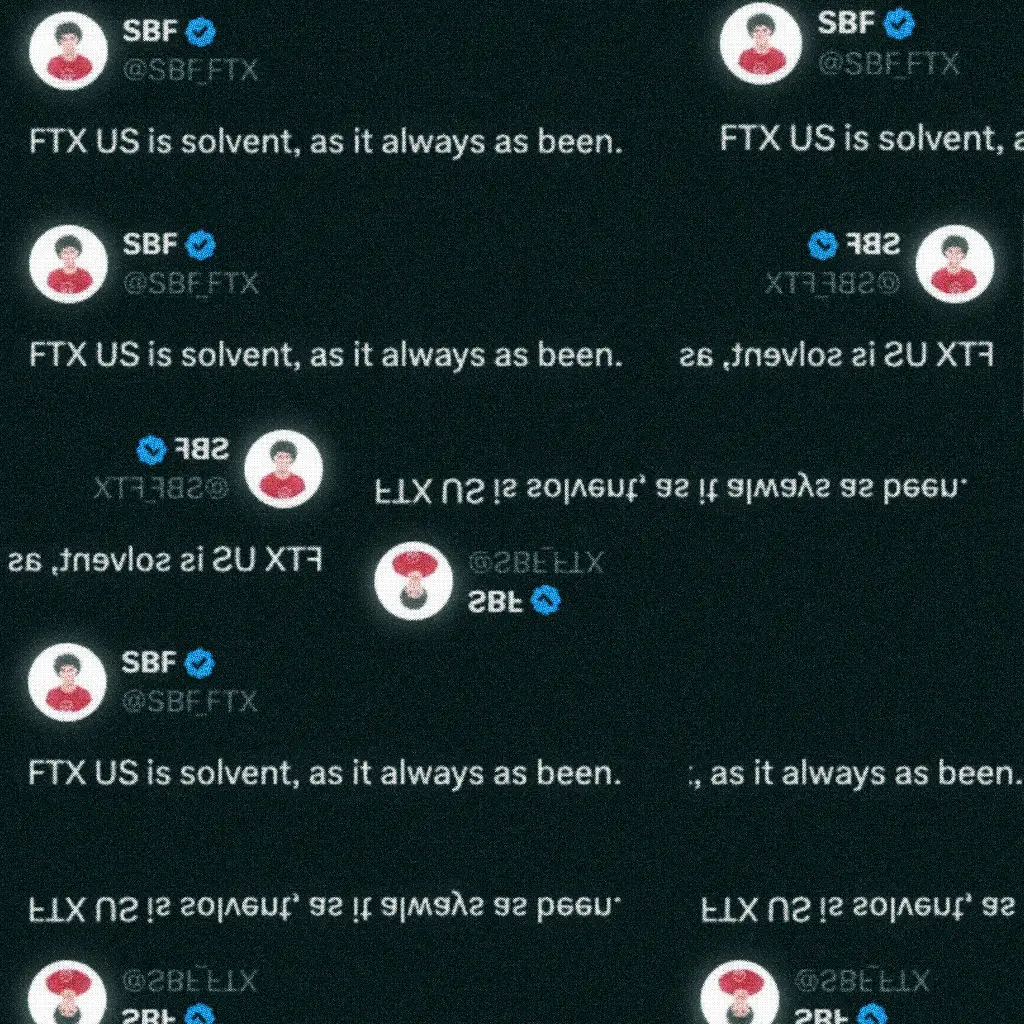 SBF
@SBF_FTX
FTX US is solvent, as it always as been.
SBF
@SBF_FTX
FTX US is solvent, a
SBF
@SBF_FTX
FTX US is solvent, as it always as been.
SBF
@SBF_FTX
FTX US is solvent, as
SBF
@SBF_FTX
FTX US is solvent, as
FTX US is solvent, as it always as been.
@SBF_FTX
SBF
SBF
@SBF_FTX
FTX US is solvent, as it always as been.
, as it always as been.
FTX US is solvent, as it always as been.
@SBF_FTX
SBF
FTX US is solvent, as
@SBF_FTX
SBF